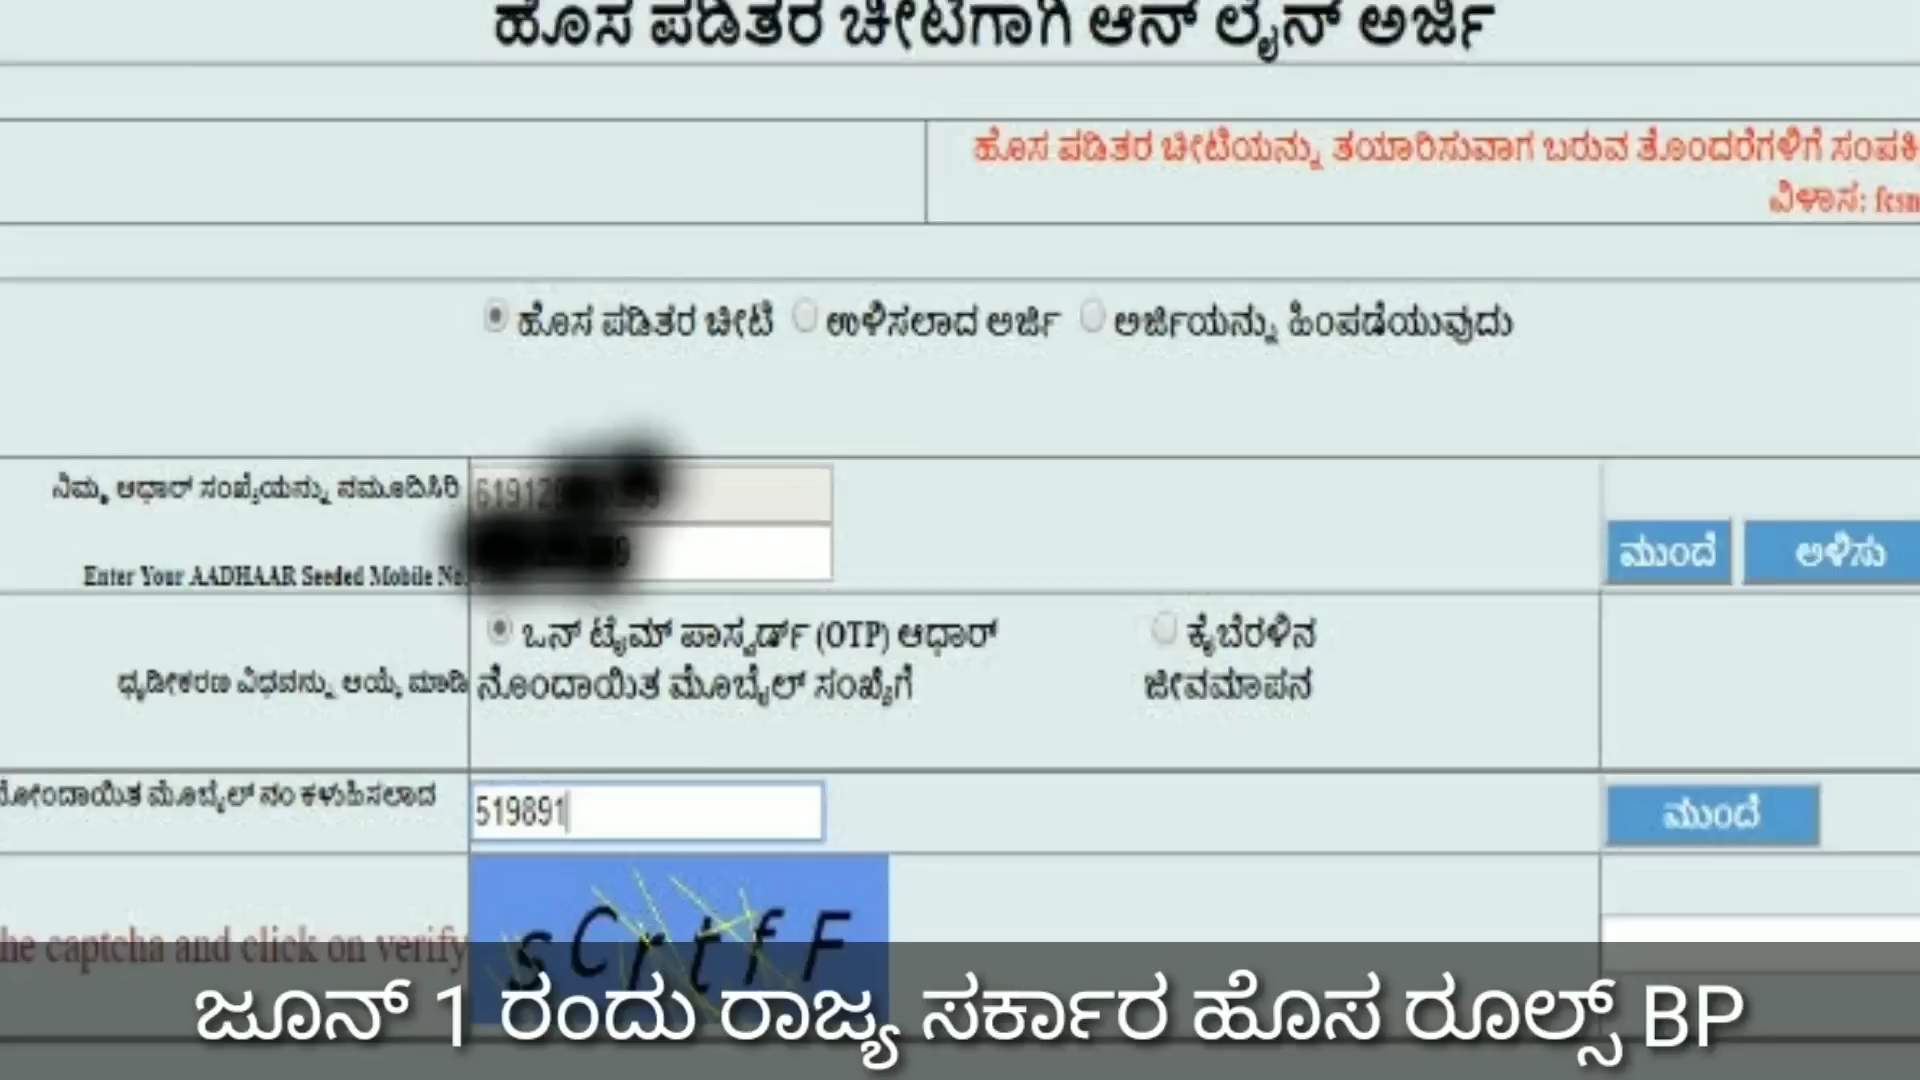 ಹೊಸ ಪಡಿತರ ಚೀಟಿಗಾಗಿ ಆನ್ ಲೈನ್ ಅರ್ಜಿ
ಹೊಸ ಪಡಿತರ ಚೀಟಿಯನ್ನು ತಯಾರಿಸುವಾಗ ಬರುವ ತೊಂದರೆಗಳಿಗೆ
ವಿಳಾಸ:
ಹೊಸ ಪಡಿತರ ಚೀಟಿ ಉಳಿಸಲಾದ ಅರ್ಜಿ ಅರ್ಜಿಯನ್ನು ಹಿಂಪಡೆಯುವುದು
ನಿಮ್ಮ ಆಧಾರ್ ಸಂಖ್ಯೆಯನ್ನು ನಮೂದಿಸಿರಿ
Enter Your AADHAAR Seeded Mobile No.
ಮುಂದೆ ಅಳಿಸು
ಧೃಡೀಕರಣ ವಿಧವನ್ನು ಆಯ್ಕೆ ಮಾಡಿ
ಒನ್ ಟೈಮ್ ಪಾಸ್ವರ್ಡ್ (OTP) ಆಧಾರ್
ನೊಂದಾಯಿತ ಮೊಬೈಲ್ ಸಂಖ್ಯೆಗೆ
ಕೈಬೆರಳಿನ
ಜೀವಮಾಪನ
ಮೊಬೈಲ್ ನಂ ಕಳುಹಿಸಲಾದ
519891
ಮುಂದೆ
captcha and click on verify
sCrtfF
ಜೂನ್ 1 ರಂದು ರಾಜ್ಯ ಸರ್ಕಾರ ಹೊಸ ರೂಲ್ಸ್ BP